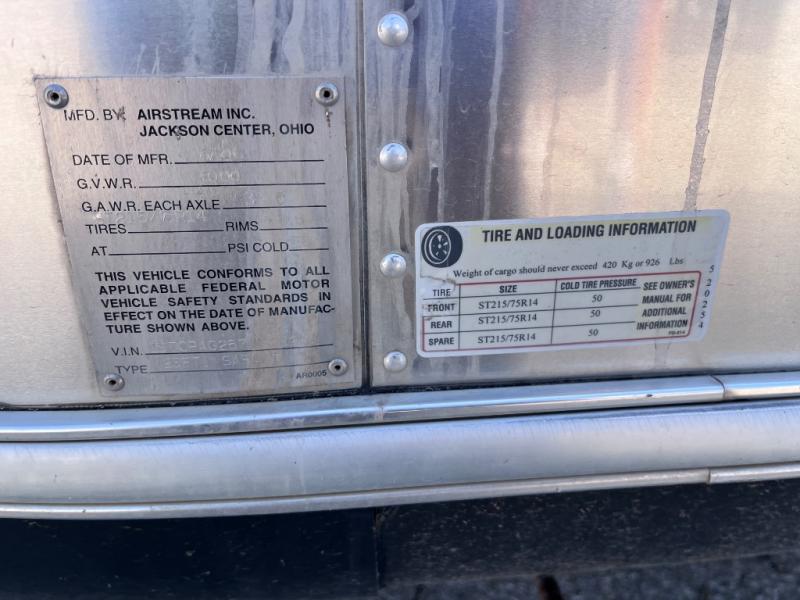 MFD. BY AIRSTREAM INC.
JACKSON CENTER, OHIO
DATE OF MFR.
G.V.W.R.
G.A.W.R. EACH AXLE
TIRES RIMS
AT PSI COLD
THIS VEHICLE CONFORMS TO ALL
APPLICABLE FEDERAL MOTOR
VEHICLE SAFETY STANDARDS IN
EFFECT ON THE DATE OF MANUFAC-
TURE SHOWN ABOVE.
V.I.N.
TYPE
AR0005
TIRE AND LOADING INFORMATION
Weight of cargo should never exceed 420 Kg or 926 Lbs
TIRE SIZE COLD TIRE PRESSURE
FRONT ST215/75R14 50
REAR ST215/75R14 50
SPARE ST215/75R14 50
SEE OWNER'S
MANUAL FOR
ADDITIONAL
INFORMATION
520254